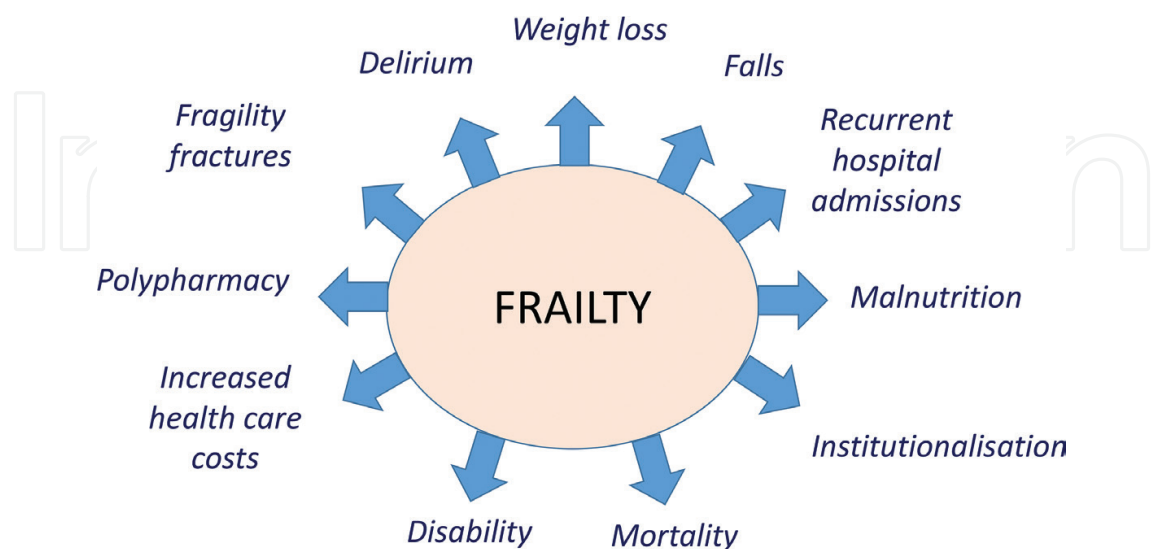 Weight loss
Delirium
Falls
Fragility
fractures
Recurrent
hospital
admissions
Polypharmacy
FRAILTY
Malnutrition
Increased
health care
costs
Institutionalisation
Disability
Mortality